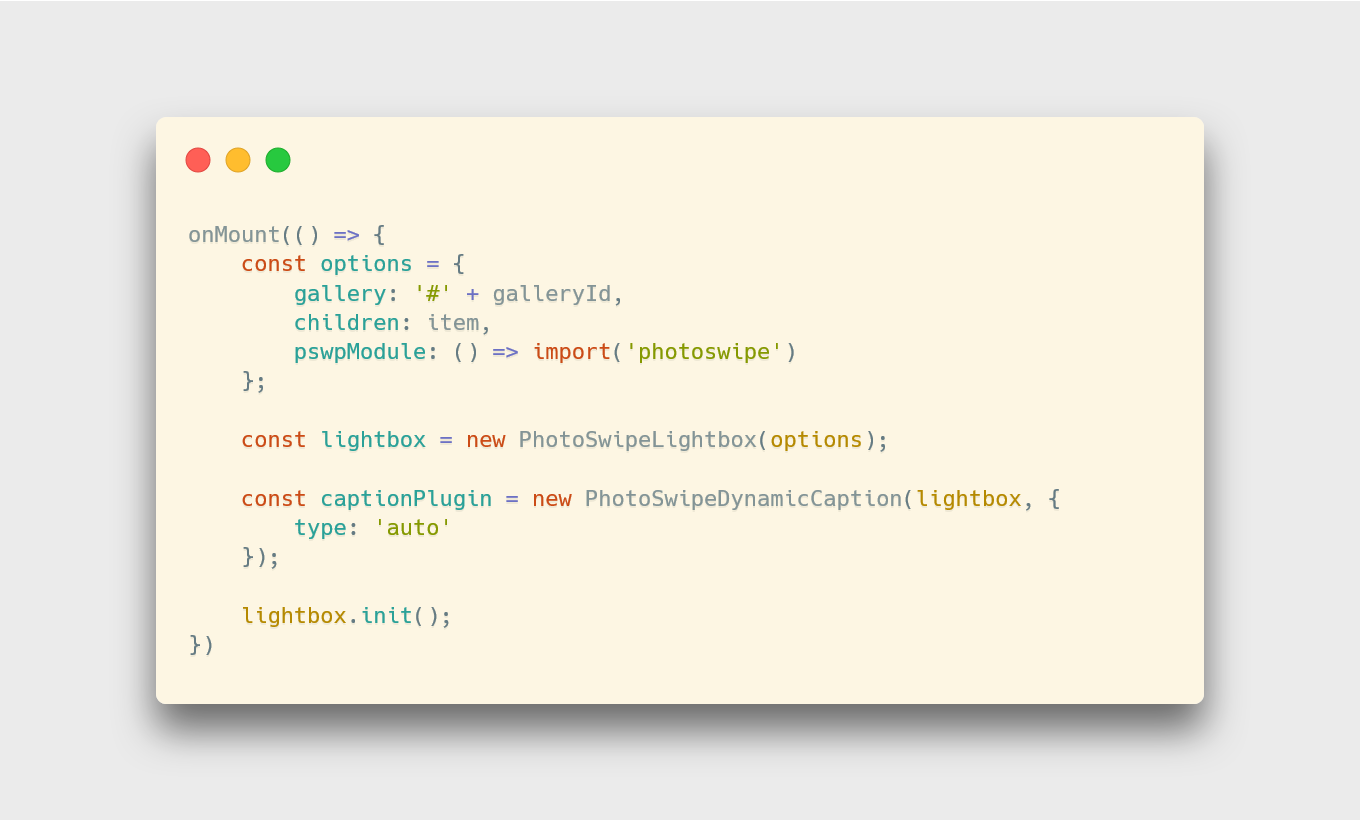 onMount(() => {
    const options = {
        gallery: '#' + galleryId,
        children: item,
        pswpModule: () => import('photoswipe')
    };

    const lightbox = new PhotoSwipeLightbox(options);

    const captionPlugin = new PhotoSwipeDynamicCaption(lightbox, {
        type: 'auto'
    });

    lightbox.init();
})